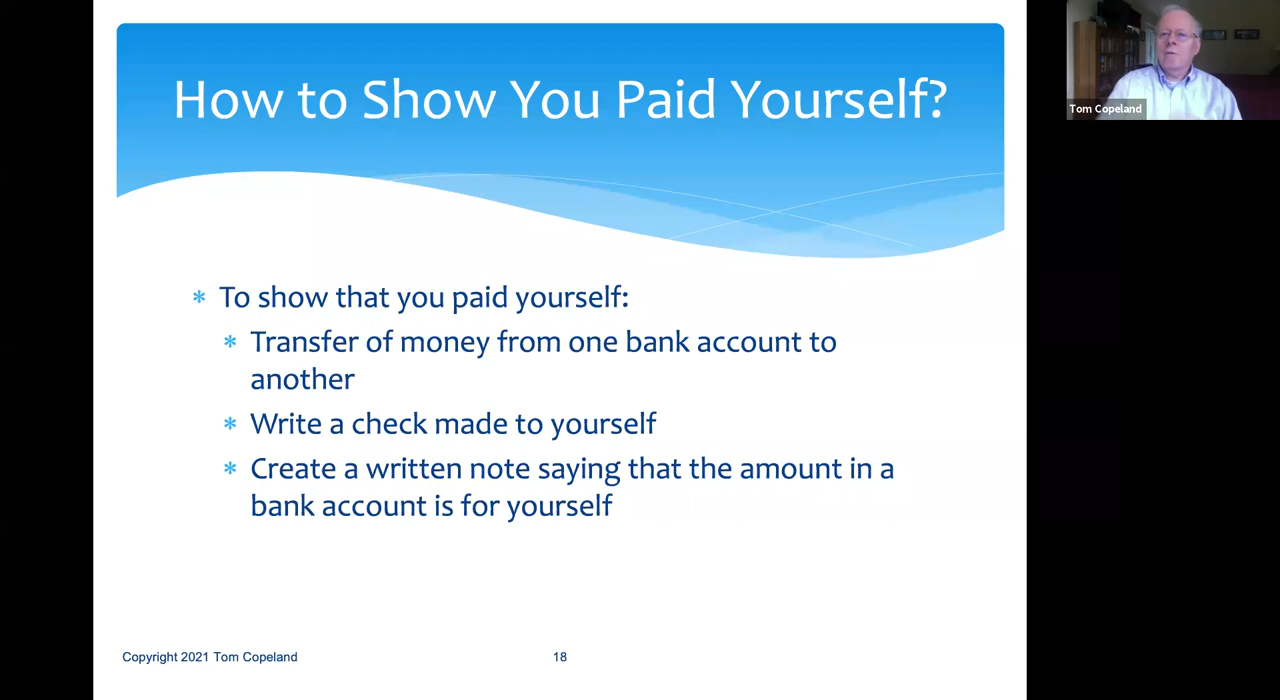 How to Show You Paid Yourself?
Tom Copeland
* To show that you paid yourself:
* Transfer of money from one bank account to
another
* Write a check made to yourself
* Create a written note saying that the amount in a
bank account is for yourself
Copyright 2021 Tom Copeland
18